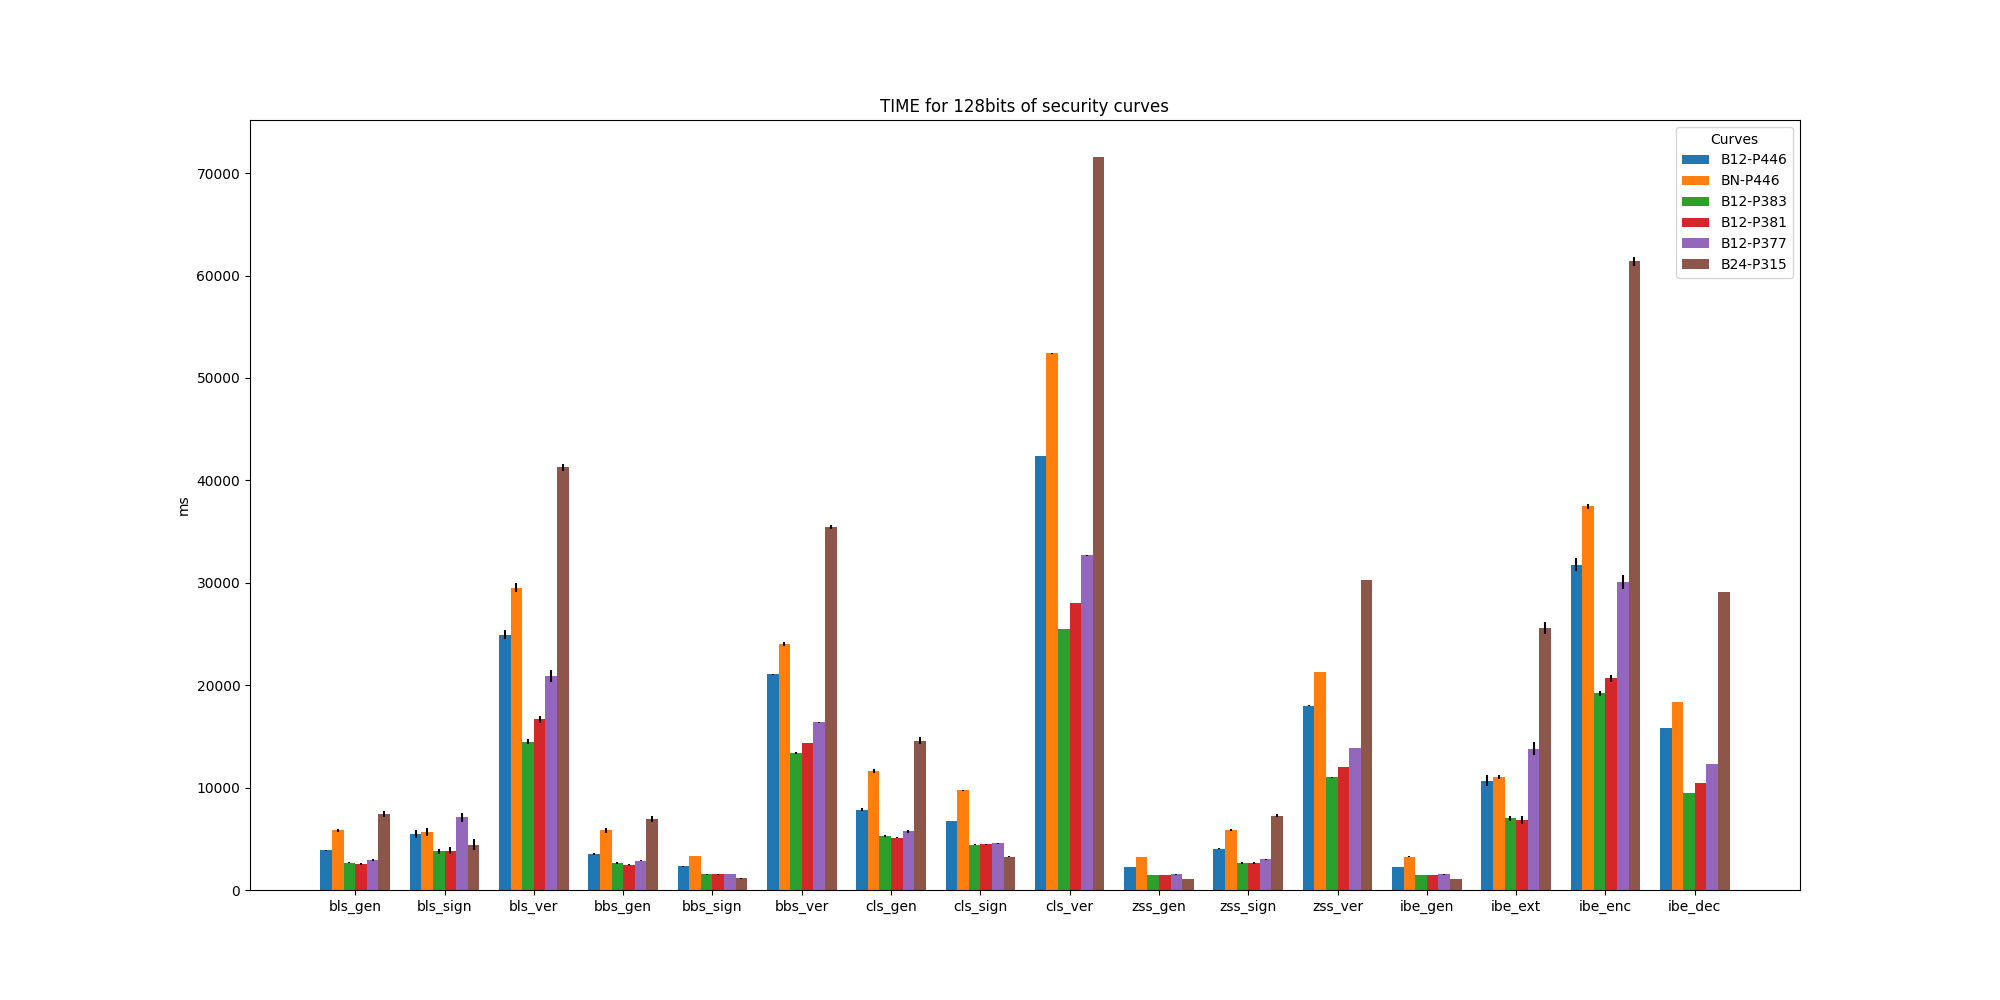 TIME for 128bits of security curves
Curves
B12-P446
BN-P446
B12-P383
B12-P381
B12-P377
B24-P315
ms
70000
60000
50000
40000
30000
20000
10000
0
bls_gen bls_sign bls_ver bbs_gen bbs_sign bbs_ver cls_gen cls_sign cls_ver zss_gen zss_sign zss_ver ibe_gen ibe_ext ibe_enc ibe_dec